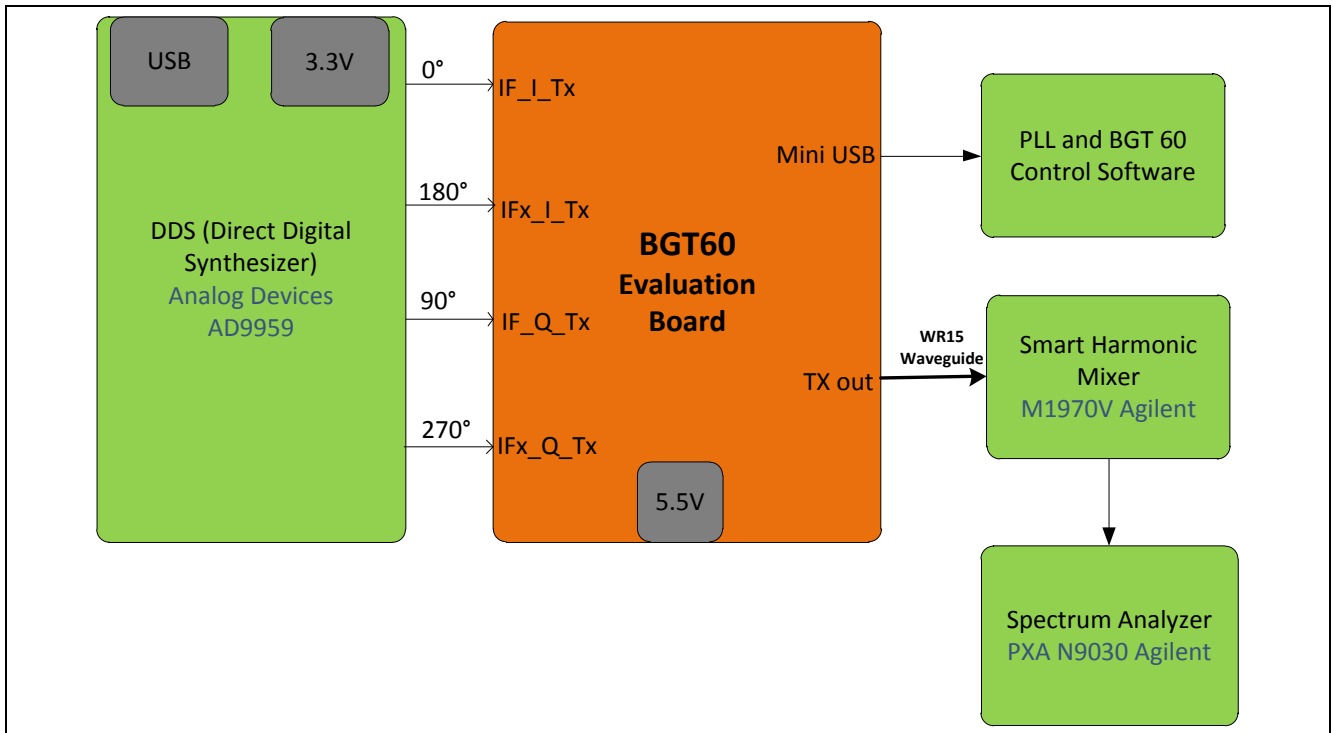 USB
3.3V
DDS (Direct Digital
Synthesizer)
Analog Devices
AD9959
0°
180°
90°
270°
IF_I_Tx
IFx_I_Tx
IF_Q_Tx
IFx_Q_Tx
BGT60
Evaluation
Board
Mini USB
TX out
5.5V
WR15
Waveguide
PLL and BGT 60
Control Software
Smart Harmonic
Mixer
M1970V Agilent
Spectrum Analyzer
PXA N9030 Agilent